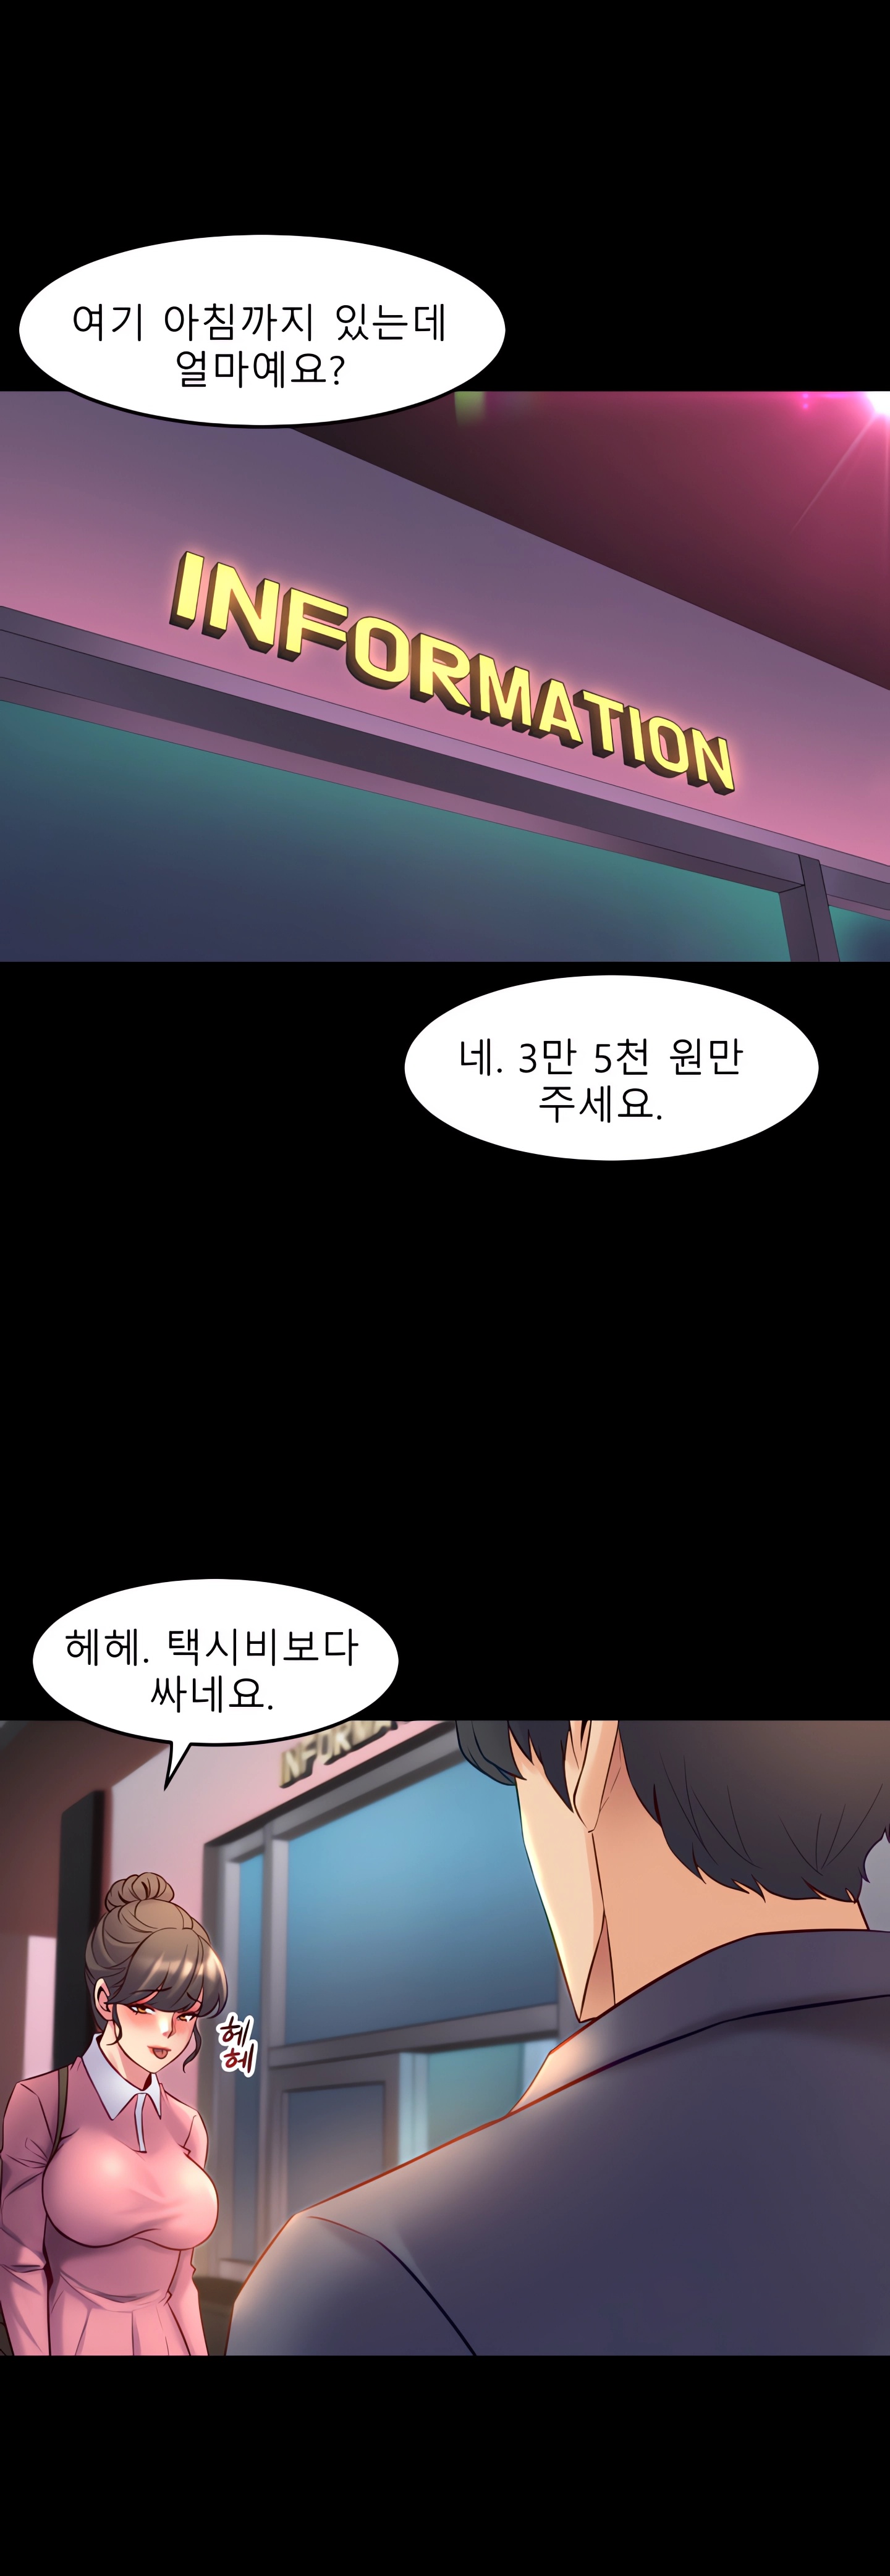 여기 아침까지 있는데
얼마예요?
INFORMATION
네. 3만 5천 원만
주세요.
헤헤. 택시비보다
싸네요.
INFORMA
헤
헤